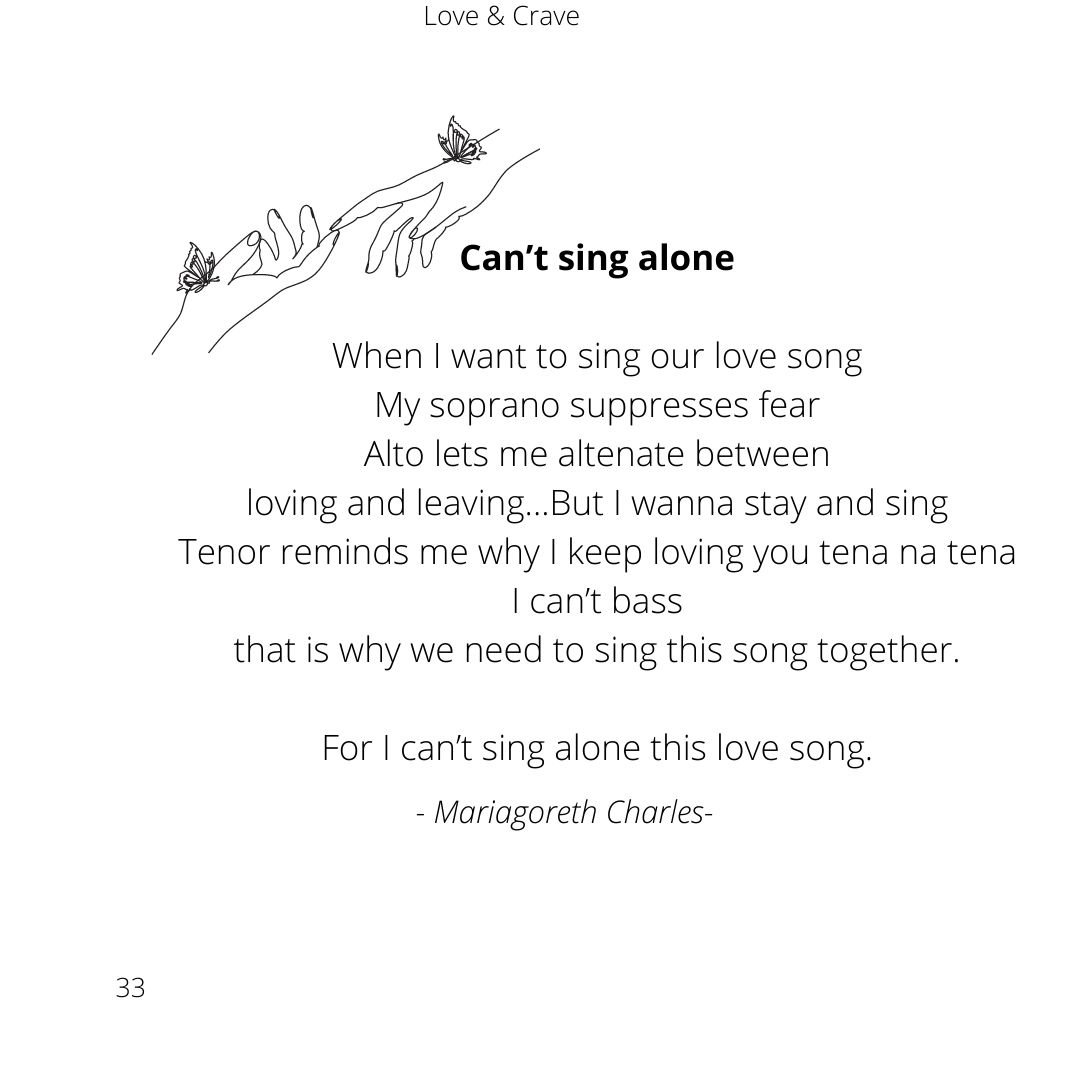 Love & Crave
Can’t sing alone
When I want to sing our love song
My soprano suppresses fear
Alto lets me altenate between
loving and leaving...But I wanna stay and sing
Tenor reminds me why I keep loving you tena na tena
I can’t bass
that is why we need to sing this song together.
For I can’t sing alone this love song.
- Mariagoreth Charles-
33